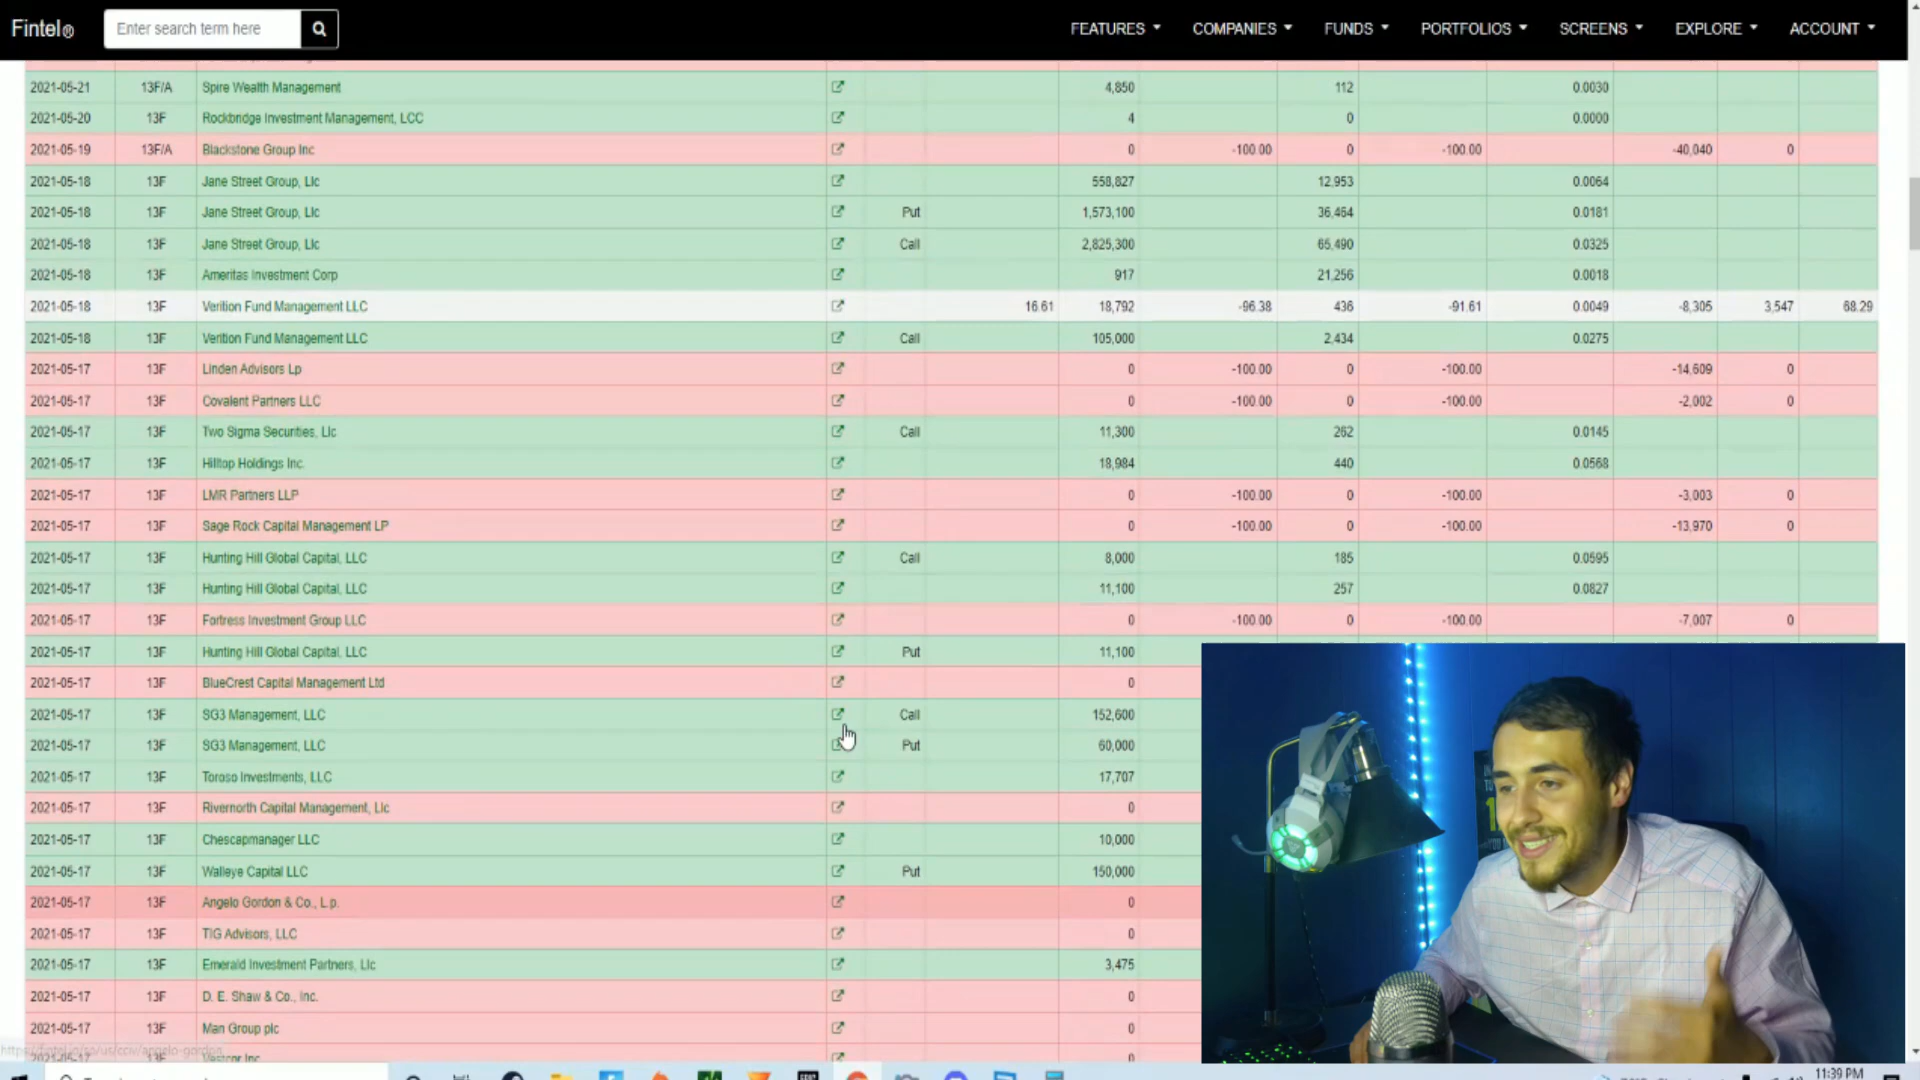 Fintel® Enter search term here FEATURES COMPANIES FUNDS PORTFOLIOS SCREENS EXPLORE ACCOUNT
2021-05-21 13F/A Spire Wealth Management 4,850 112 0.0030
2021-05-20 13F Rockbridge Investment Management, LCC 4 0 0.0000
2021-05-19 13F/A Blackstone Group Inc 0 -100.00 0 -100.00 -40,040 0
2021-05-18 13F Jane Street Group, Llc 558,827 12,953 0.0064
2021-05-18 13F Jane Street Group, Llc Put 1,573,100 36,464 0.0181
2021-05-18 13F Jane Street Group, Llc Call 2,825,300 65,490 0.0325
2021-05-18 13F Ameritas Investment Corp 917 21,256 0.0018
2021-05-18 13F Verition Fund Management LLC 16.61 18,792 -96.38 436 -91.61 0.0049 -8,305 3,547 68.29
2021-05-18 13F Verition Fund Management LLC Call 105,000 2,434 0.0275
2021-05-17 13F Linden Advisors Lp 0 -100.00 0 -100.00 -14,609 0
2021-05-17 13F Covalent Partners LLC 0 -100.00 0 -100.00 -2,002 0
2021-05-17 13F Two Sigma Securities, Llc Call 11,300 262 0.0145
2021-05-17 13F Hilltop Holdings Inc. 18,984 440 0.0568
2021-05-17 13F LMR Partners LLP 0 -100.00 0 -100.00 -3,003 0
2021-05-17 13F Sage Rock Capital Management LP 0 -100.00 0 -100.00 -13,970 0
2021-05-17 13F Hunting Hill Global Capital, LLC Call 8,000 185 0.0595
2021-05-17 13F Hunting Hill Global Capital, LLC 11,100 257 0.0827
2021-05-17 13F Fortress Investment Group LLC 0 -100.00 0 -100.00 -7,007 0
2021-05-17 13F Hunting Hill Global Capital, LLC Put 11,100
2021-05-17 13F BlueCrest Capital Management Ltd 0
2021-05-17 13F SG3 Management, LLC Call 152,600
2021-05-17 13F SG3 Management, LLC Put 60,000
2021-05-17 13F Toroso Investments, LLC 17,707
2021-05-17 13F Rivernorth Capital Management, Llc 0
2021-05-17 13F Chescapmanager LLC 10,000
2021-05-17 13F Walleye Capital LLC Put 150,000
2021-05-17 13F Angelo Gordon & Co., L.p. 0
2021-05-17 13F TIG Advisors, LLC 0
2021-05-17 13F Emerald Investment Partners, Llc 3,475
2021-05-17 13F D. E. Shaw & Co., Inc. 0
2021-05-17 13F Man Group plc 0
11:39 PM